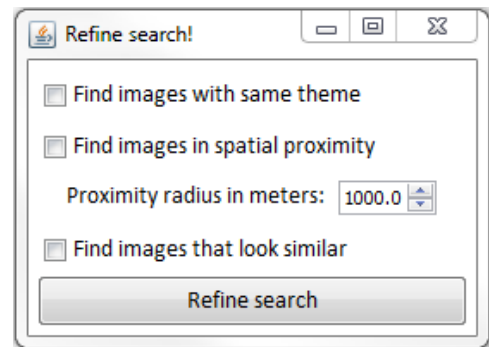 Refine search!
Find images with same theme
Find images in spatial proximity
Proximity radius in meters: 1000.0
Find images that look similar
Refine search